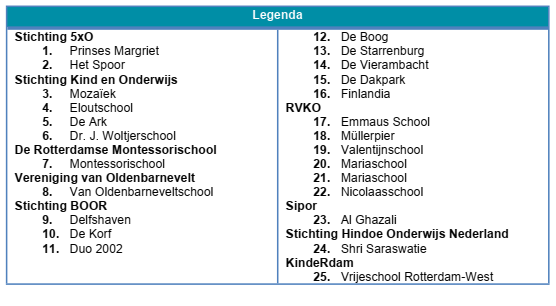 Legenda
Stichting 5xO
1. Prinses Margriet
2. Het Spoor
Stichting Kind en Onderwijs
3. Mozaïek
4. Eloutschool
5. De Ark
6. Dr. J. Woltjerschool
De Rotterdamse Montessorischool
7. Montessorischool
Vereniging van Oldenbarnevelt
8. Van Oldenbarneveltschool
Stichting BOOR
9. Delfshaven
10. De Korf
11. Duo 2002
12. De Boog
13. De Starrenburg
14. De Vierambacht
15. De Dakpark
16. Finlandia
RVKO
17. Emmaus School
18. Müllerpier
19. Valentijnschool
20. Mariaschool
21. Mariaschool
22. Nicolaasschool
Sipor
23. Al Ghazali
Stichting Hindoe Onderwijs Nederland
24. Shri Saraswatie
KindeRdam
25. Vrijeschool Rotterdam-West